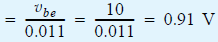 = v_be / 0.011 = 10 / 0.011 = 0.91 V